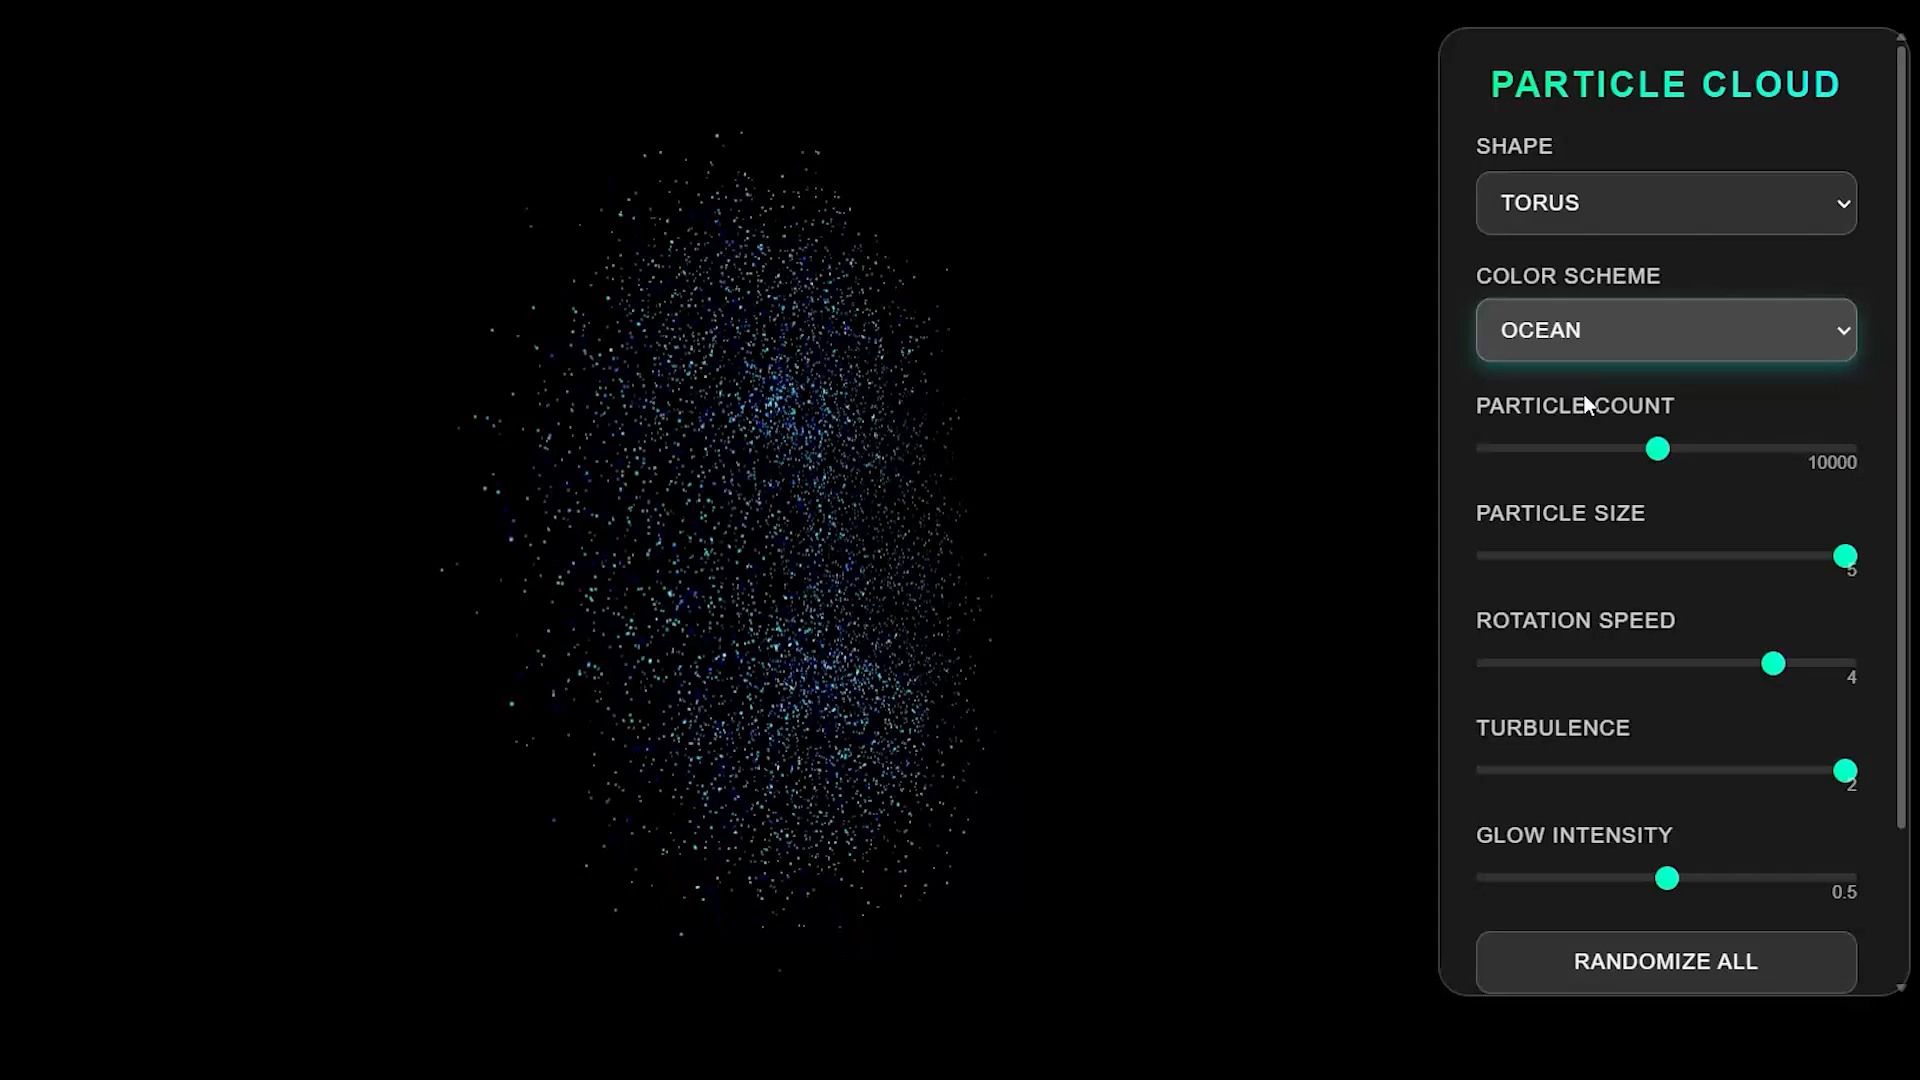 PARTICLE CLOUD
SHAPE
TORUS
COLOR SCHEME
OCEAN
PARTICLE COUNT
10000
PARTICLE SIZE
5
ROTATION SPEED
4
TURBULENCE
2
GLOW INTENSITY
0.5
RANDOMIZE ALL